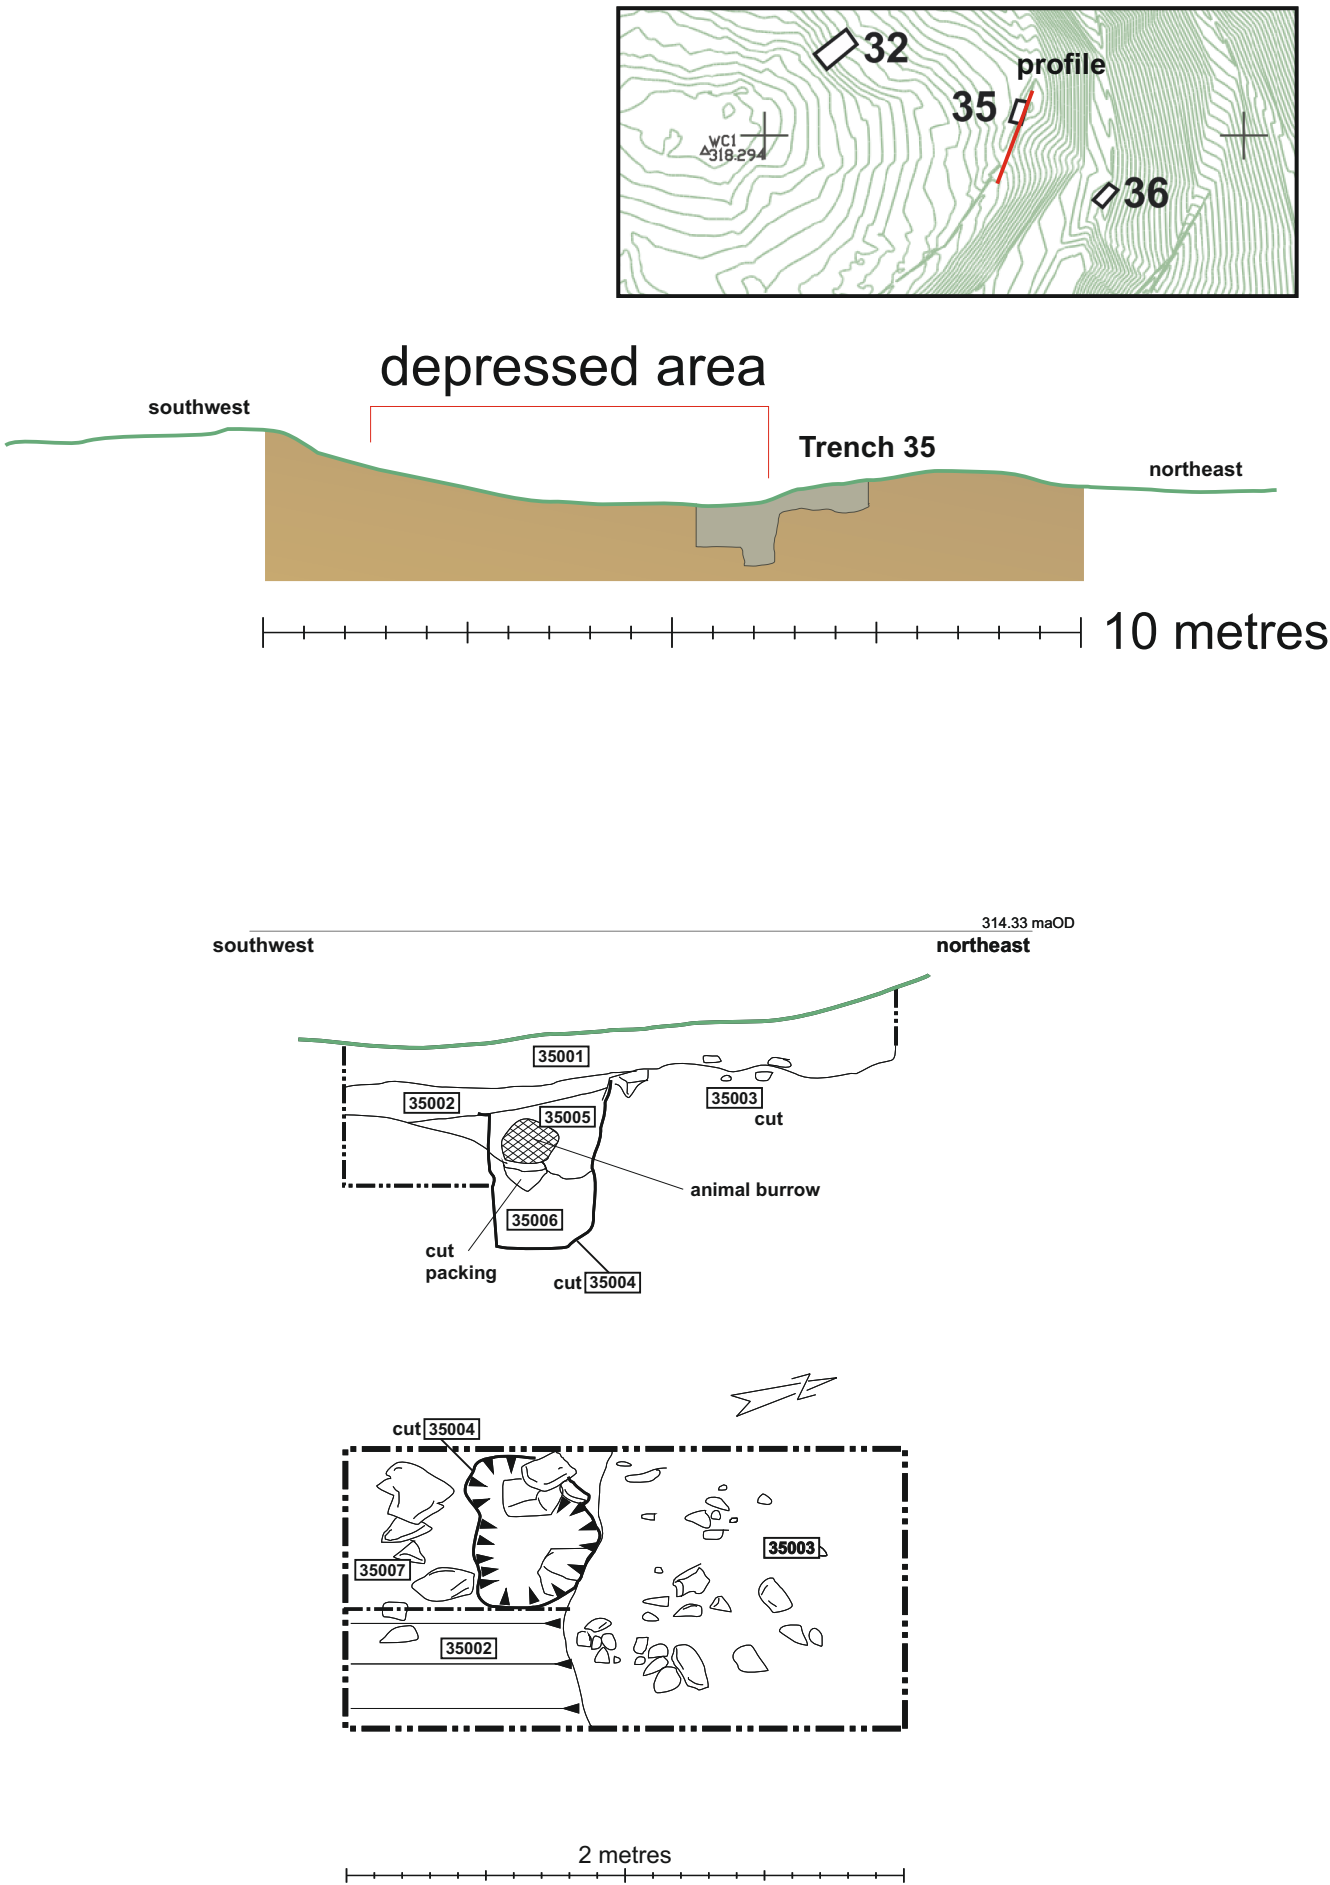 32
profile
35
WC1
318.294
36
depressed area
southwest
Trench 35
northeast
10 metres
314.33 maOD
southwest
northeast
35001
35002
35005
35003
cut
animal burrow
35006
cut
packing
cut 35004
cut 35004
35003
35007
35002
2 metres